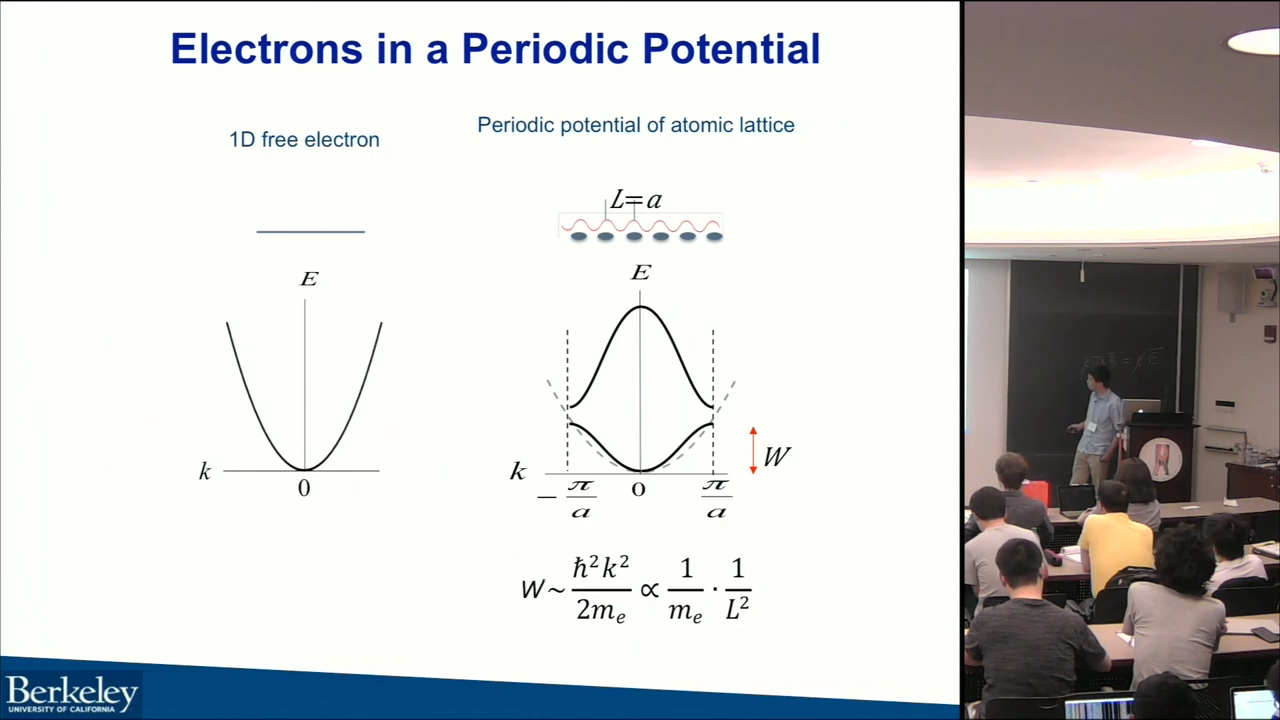 Electrons in a Periodic Potential
1D free electron
Periodic potential of atomic lattice
L=a
E
k
0
E
k
−π/a
0
π/a
W
W~ ħ²k²/2mₑ ∝ 1/mₑ · 1/L²
Berkeley
UNIVERSITY OF CALIFORNIA